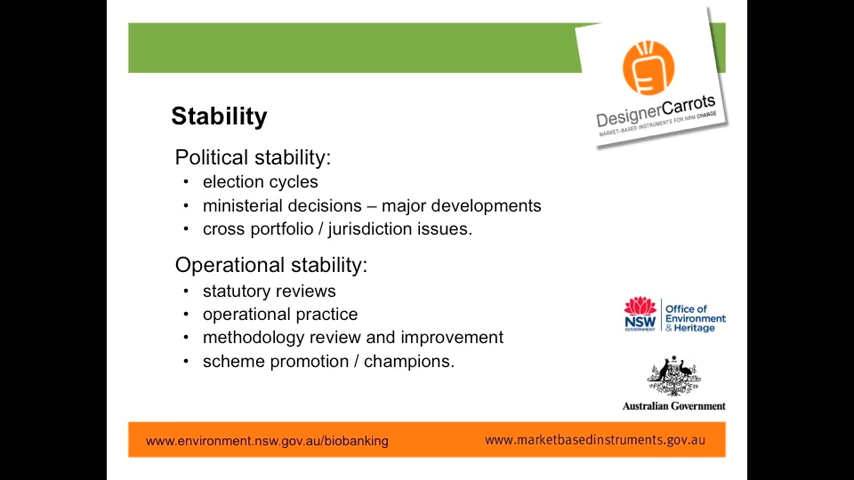 DesignerCarrots
MARKET-BASED INSTRUMENTS FOR NRM CHANGE
Stability
Political stability:
• election cycles
• ministerial decisions – major developments
• cross portfolio / jurisdiction issues.
Operational stability:
• statutory reviews
• operational practice
• methodology review and improvement
• scheme promotion / champions.
NSW
GOVERNMENT
Office of
Environment
& Heritage
Australian Government
www.environment.nsw.gov.au/biobanking
www.marketbasedinstruments.gov.au